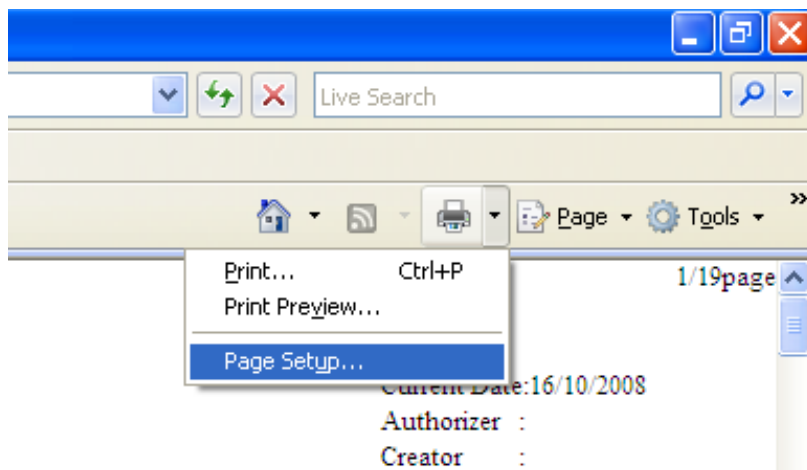 Live Search
Page Tools »
Print... Ctrl+P
1/19page
Print Preview...
Page Setup...
Current Date:16/10/2008
Authorizer :
Creator :